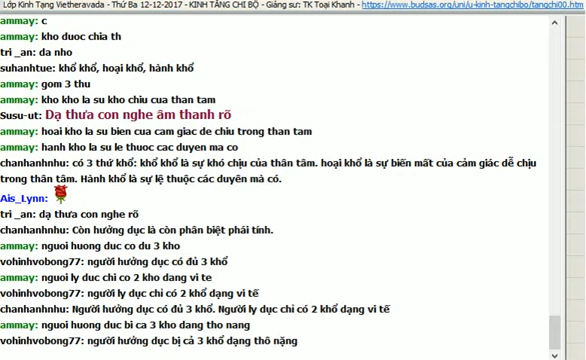 Lớp Kinh Tạng Vietheravada - Thứ Ba 12-12-2017 - KINH TĂNG CHI BỘ - Giảng sư: TK Toại Khanh - https://www.budsas.org/uni/u-kinh-tangchibo/tangchi00.htm
ammay: c
ammay: kho duoc chia th
tri _an: da nho
suhanhtue: khổ khổ, hoại khổ, hành khổ
ammay: gom 3 thu
ammay: kho kho la su kho chiu cua than tam
Susu-ut: Dạ thưa con nghe âm thanh rõ
ammay: hoai kho la su bien cua cam giac de chiu trong than tam
ammay: hanh kho la su le thuoc cac duyen ma co
chanhanhnhu: có 3 thứ khổ: khổ khổ là sự khó chịu của thân tâm. hoại khổ là sự biến mất của cảm giác dễ chịu
trong thân tâm. Hành khổ là sự lệ thuộc các duyên mà có.
Ais_Lynn:
tri _an: dạ thưa con nghe rõ
chanhanhnhu: Còn hưởng dục là còn phân biệt phái tính.
ammay: nguoi huong duc co du 3 kho
vohinhvobong77: người hưởng dục có đủ 3 khổ
ammay: nguoi ly duc chi co 2 kho dang vi te
vohinhvobong77: người ly dục chỉ có 2 khổ dạng vi tế
chanhanhnhu: Người hưởng dục có đủ 3 khổ. Người ly dục chỉ có 2 khổ dạng vi tế
ammay: nguoi huong duc bi ca 3 kho dang tho nang
vohinhvobong77: người hưởng dục bị cả 3 khổ dạng thô nặng